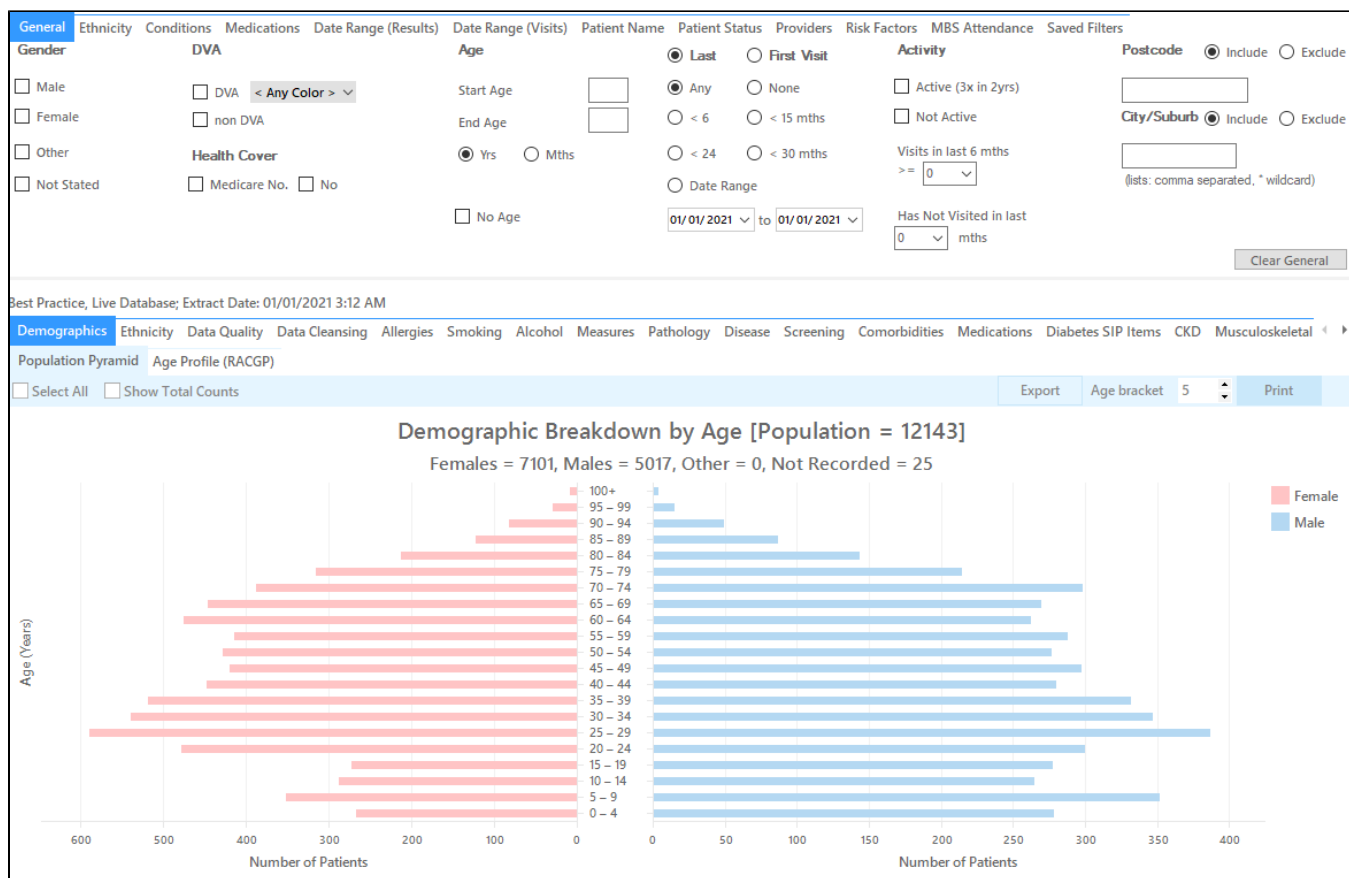 General Ethnicity Conditions Medications Date Range (Results) Date Range (Visits) Patient Name Patient Status Providers Risk Factors MBS Attendance Saved Filters
Gender DVA Age Last First Visit Activity Postcode Include Exclude
Male DVA < Any Color > Start Age Any None Active (3x in 2yrs)
Female non DVA End Age < 6 < 15 mths Not Active City/Suburb Include Exclude
Other Health Cover Yrs Mths < 24 < 30 mths Visits in last 6 mths
>= 0
Not Stated Medicare No. No Date Range (lists: comma separated, * wildcard)
No Age 01/01/2021 to 01/01/2021 Has Not Visited in last
0 mths
Clear General
Best Practice, Live Database; Extract Date: 01/01/2021 3:12 AM
Demographics Ethnicity Data Quality Data Cleansing Allergies Smoking Alcohol Measures Pathology Disease Screening Comorbidities Medications Diabetes SIP Items CKD Musculoskeletal
Population Pyramid Age Profile (RACGP)
Select All Show Total Counts Export Age bracket 5 Print
Demographic Breakdown by Age [Population = 12143]
Females = 7101, Males = 5017, Other = 0, Not Recorded = 25
Female
Male
Age (Years)
100+
95 – 99
90 – 94
85 – 89
80 – 84
75 – 79
70 – 74
65 – 69
60 – 64
55 – 59
50 – 54
45 – 49
40 – 44
35 – 39
30 – 34
25 – 29
20 – 24
15 – 19
10 – 14
5 – 9
0 – 4
600 500 400 300 200 100 0 0 50 100 150 200 250 300 350 400
Number of Patients Number of Patients